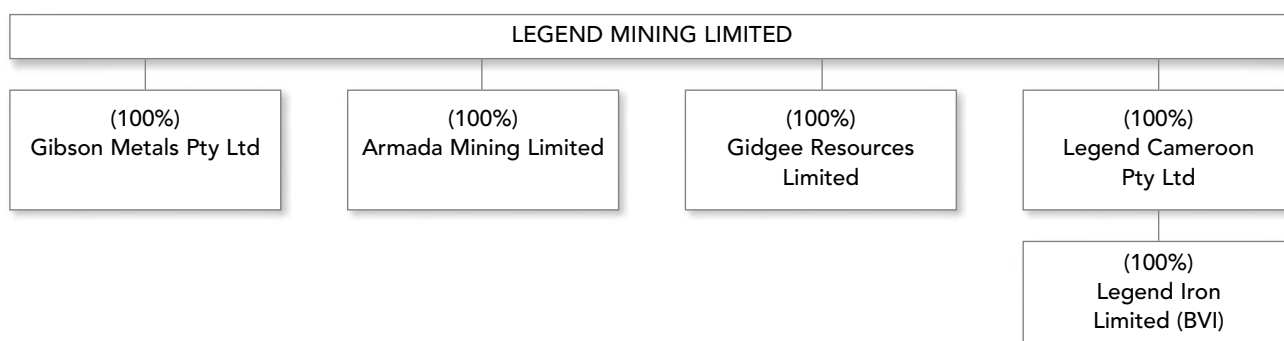 LEGEND MINING LIMITED
(100%)
Gibson Metals Pty Ltd
(100%)
Armada Mining Limited
(100%)
Gidgee Resources
Limited
(100%)
Legend Cameroon
Pty Ltd
(100%)
Legend Iron
Limited (BVI)